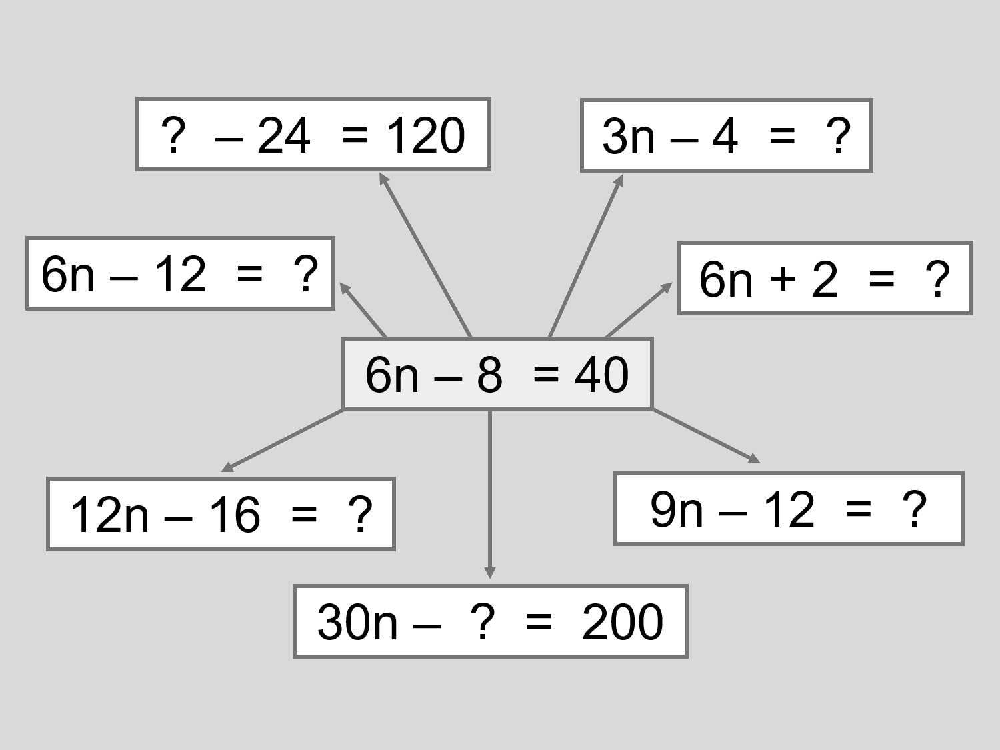 ? – 24 = 120
3n – 4 = ?
6n – 12 = ?
6n + 2 = ?
6n – 8 = 40
12n – 16 = ?
9n – 12 = ?
30n – ? = 200